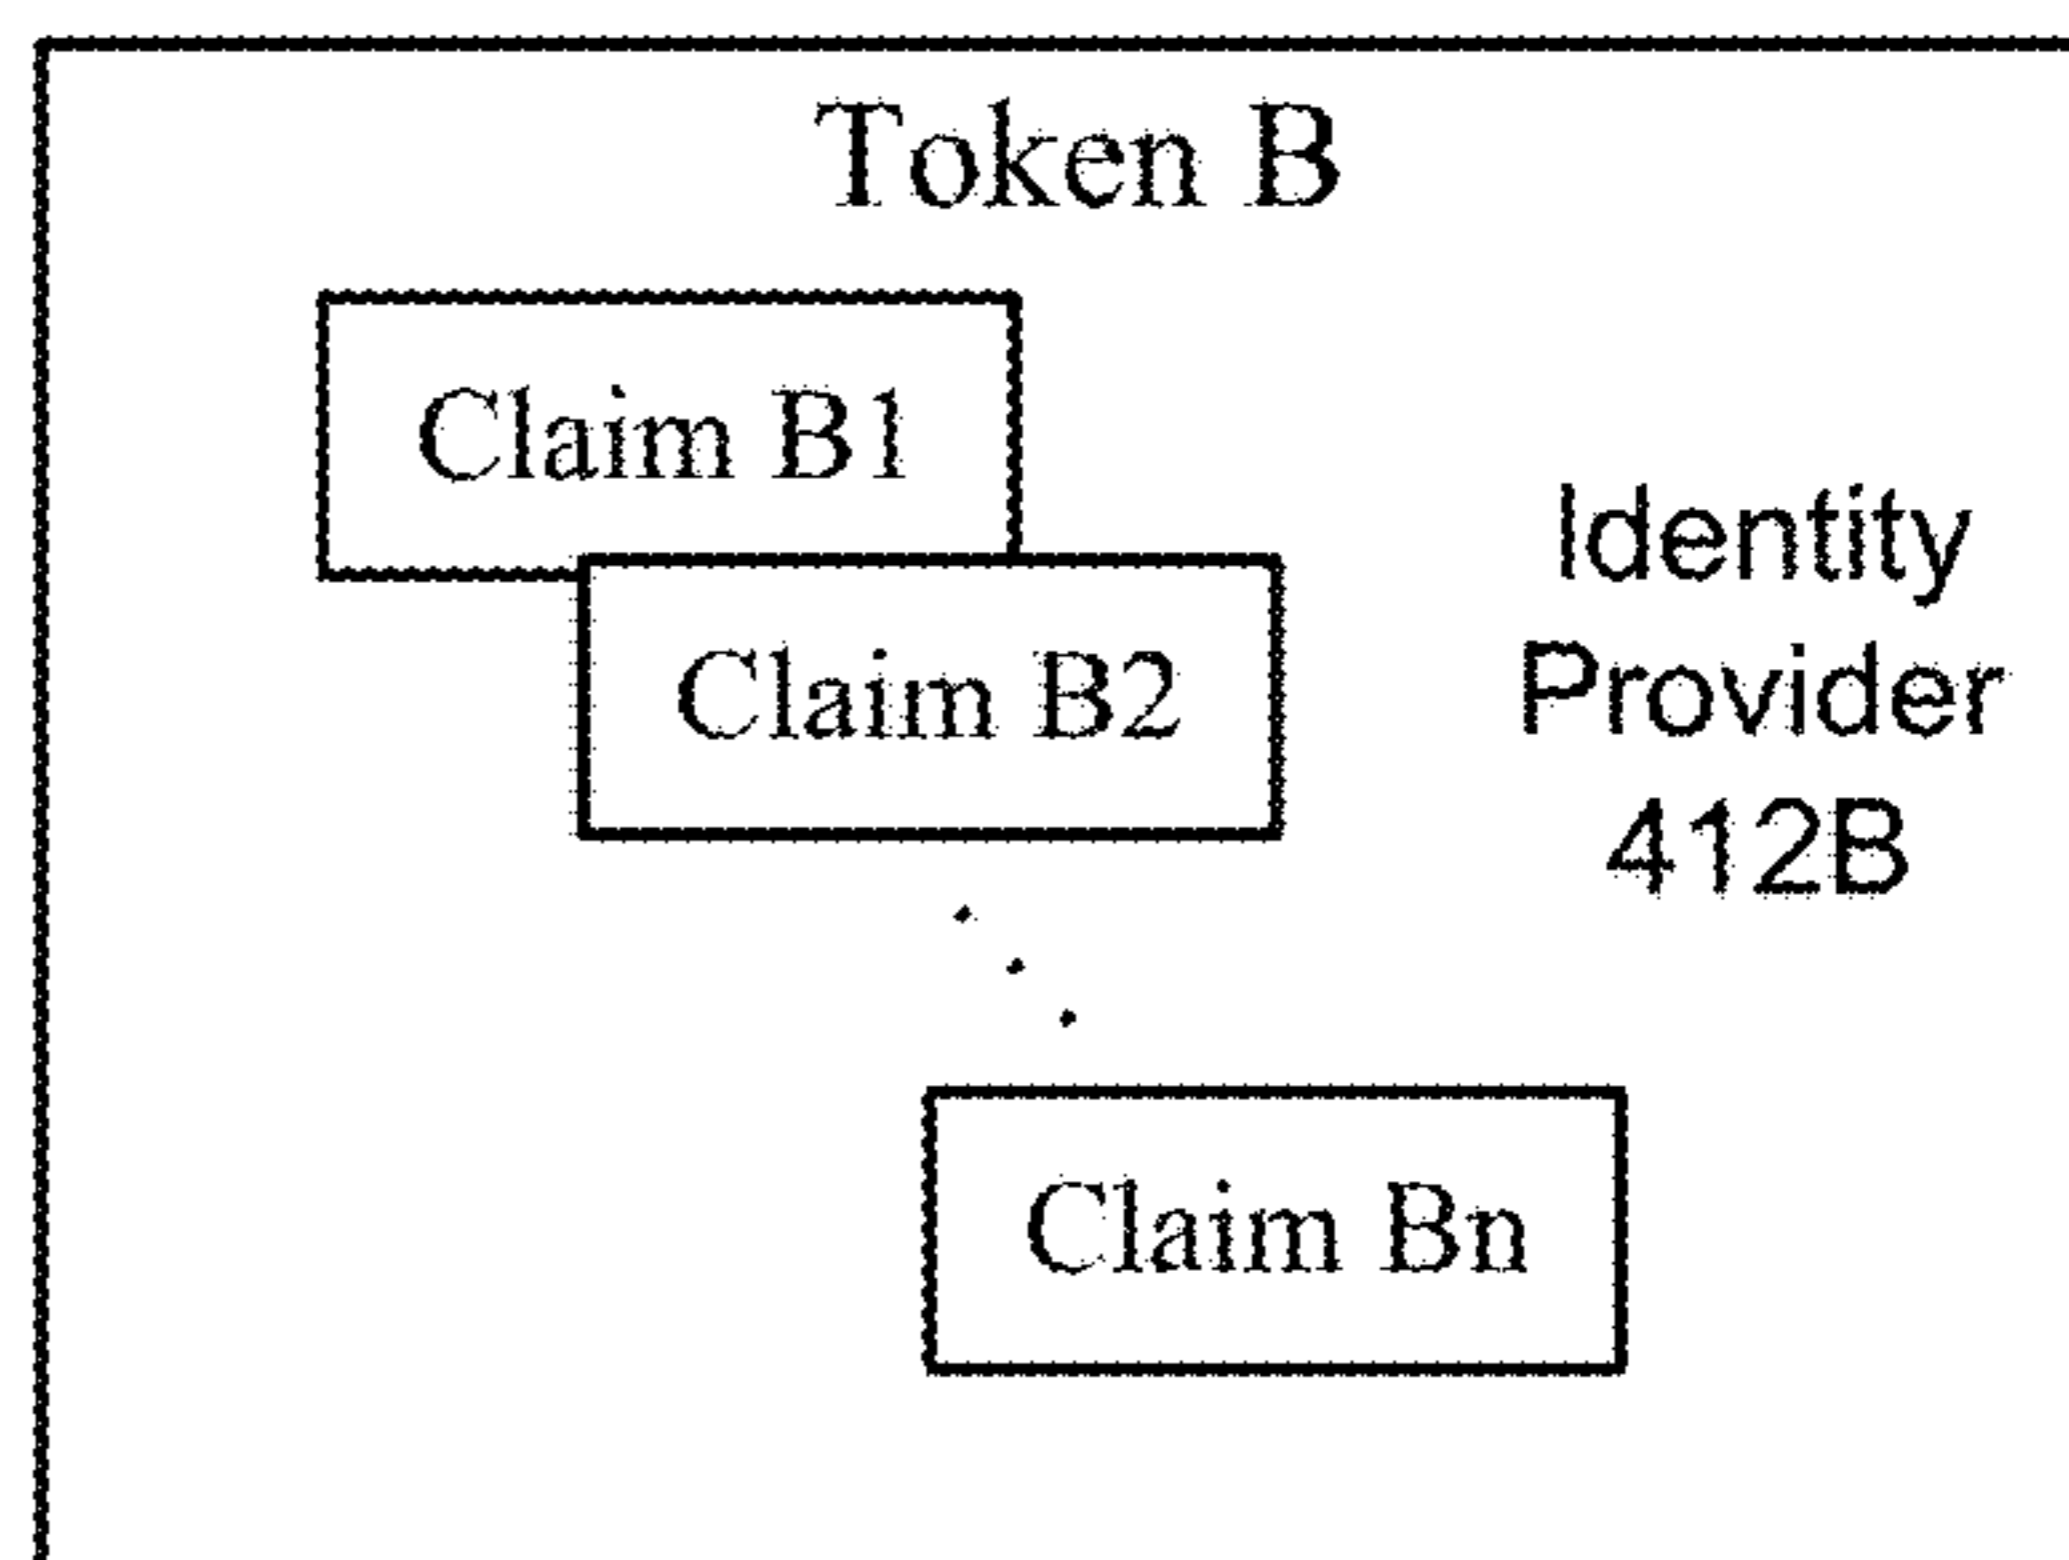 Token B
Claim B1
Claim B2
Identity
Provider
412B
Claim Bn